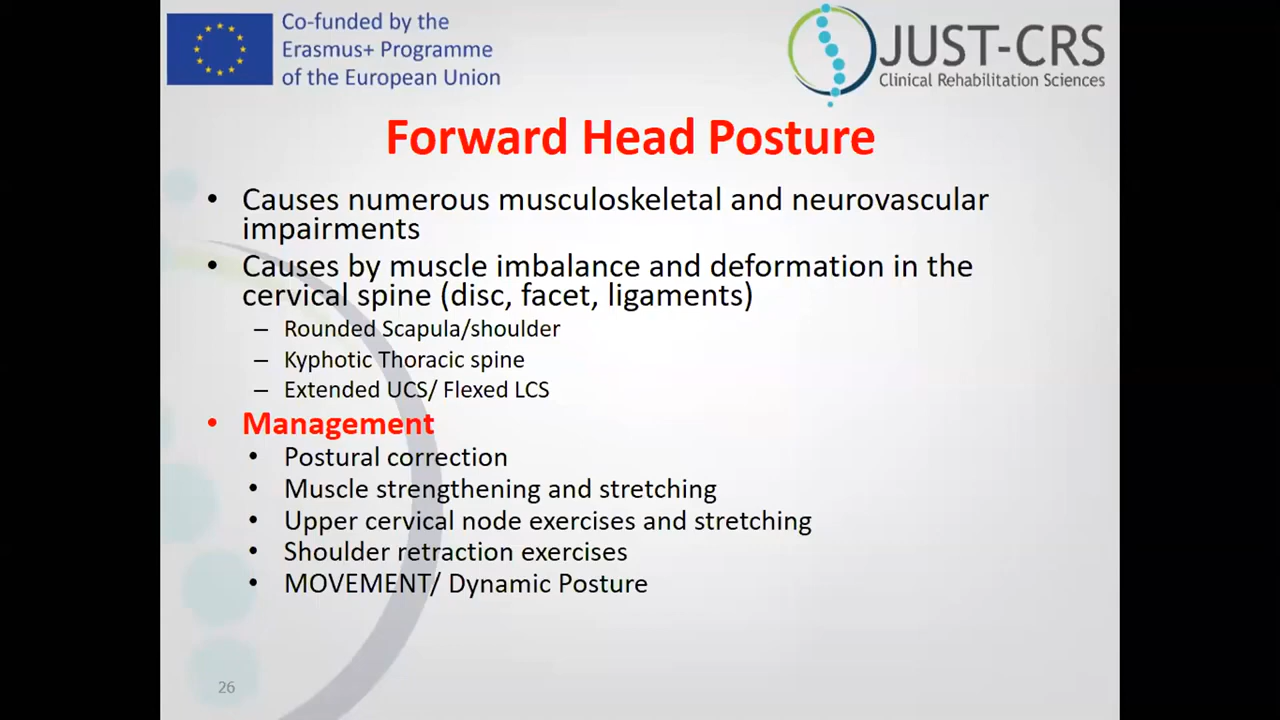 Co-funded by the
Erasmus+ Programme
of the European Union
JUST-CRS
Clinical Rehabilitation Sciences
Forward Head Posture
• Causes numerous musculoskeletal and neurovascular
impairments
• Causes by muscle imbalance and deformation in the
cervical spine (disc, facet, ligaments)
– Rounded Scapula/shoulder
– Kyphotic Thoracic spine
– Extended UCS/ Flexed LCS
• Management
• Postural correction
• Muscle strengthening and stretching
• Upper cervical node exercises and stretching
• Shoulder retraction exercises
• MOVEMENT/ Dynamic Posture
26